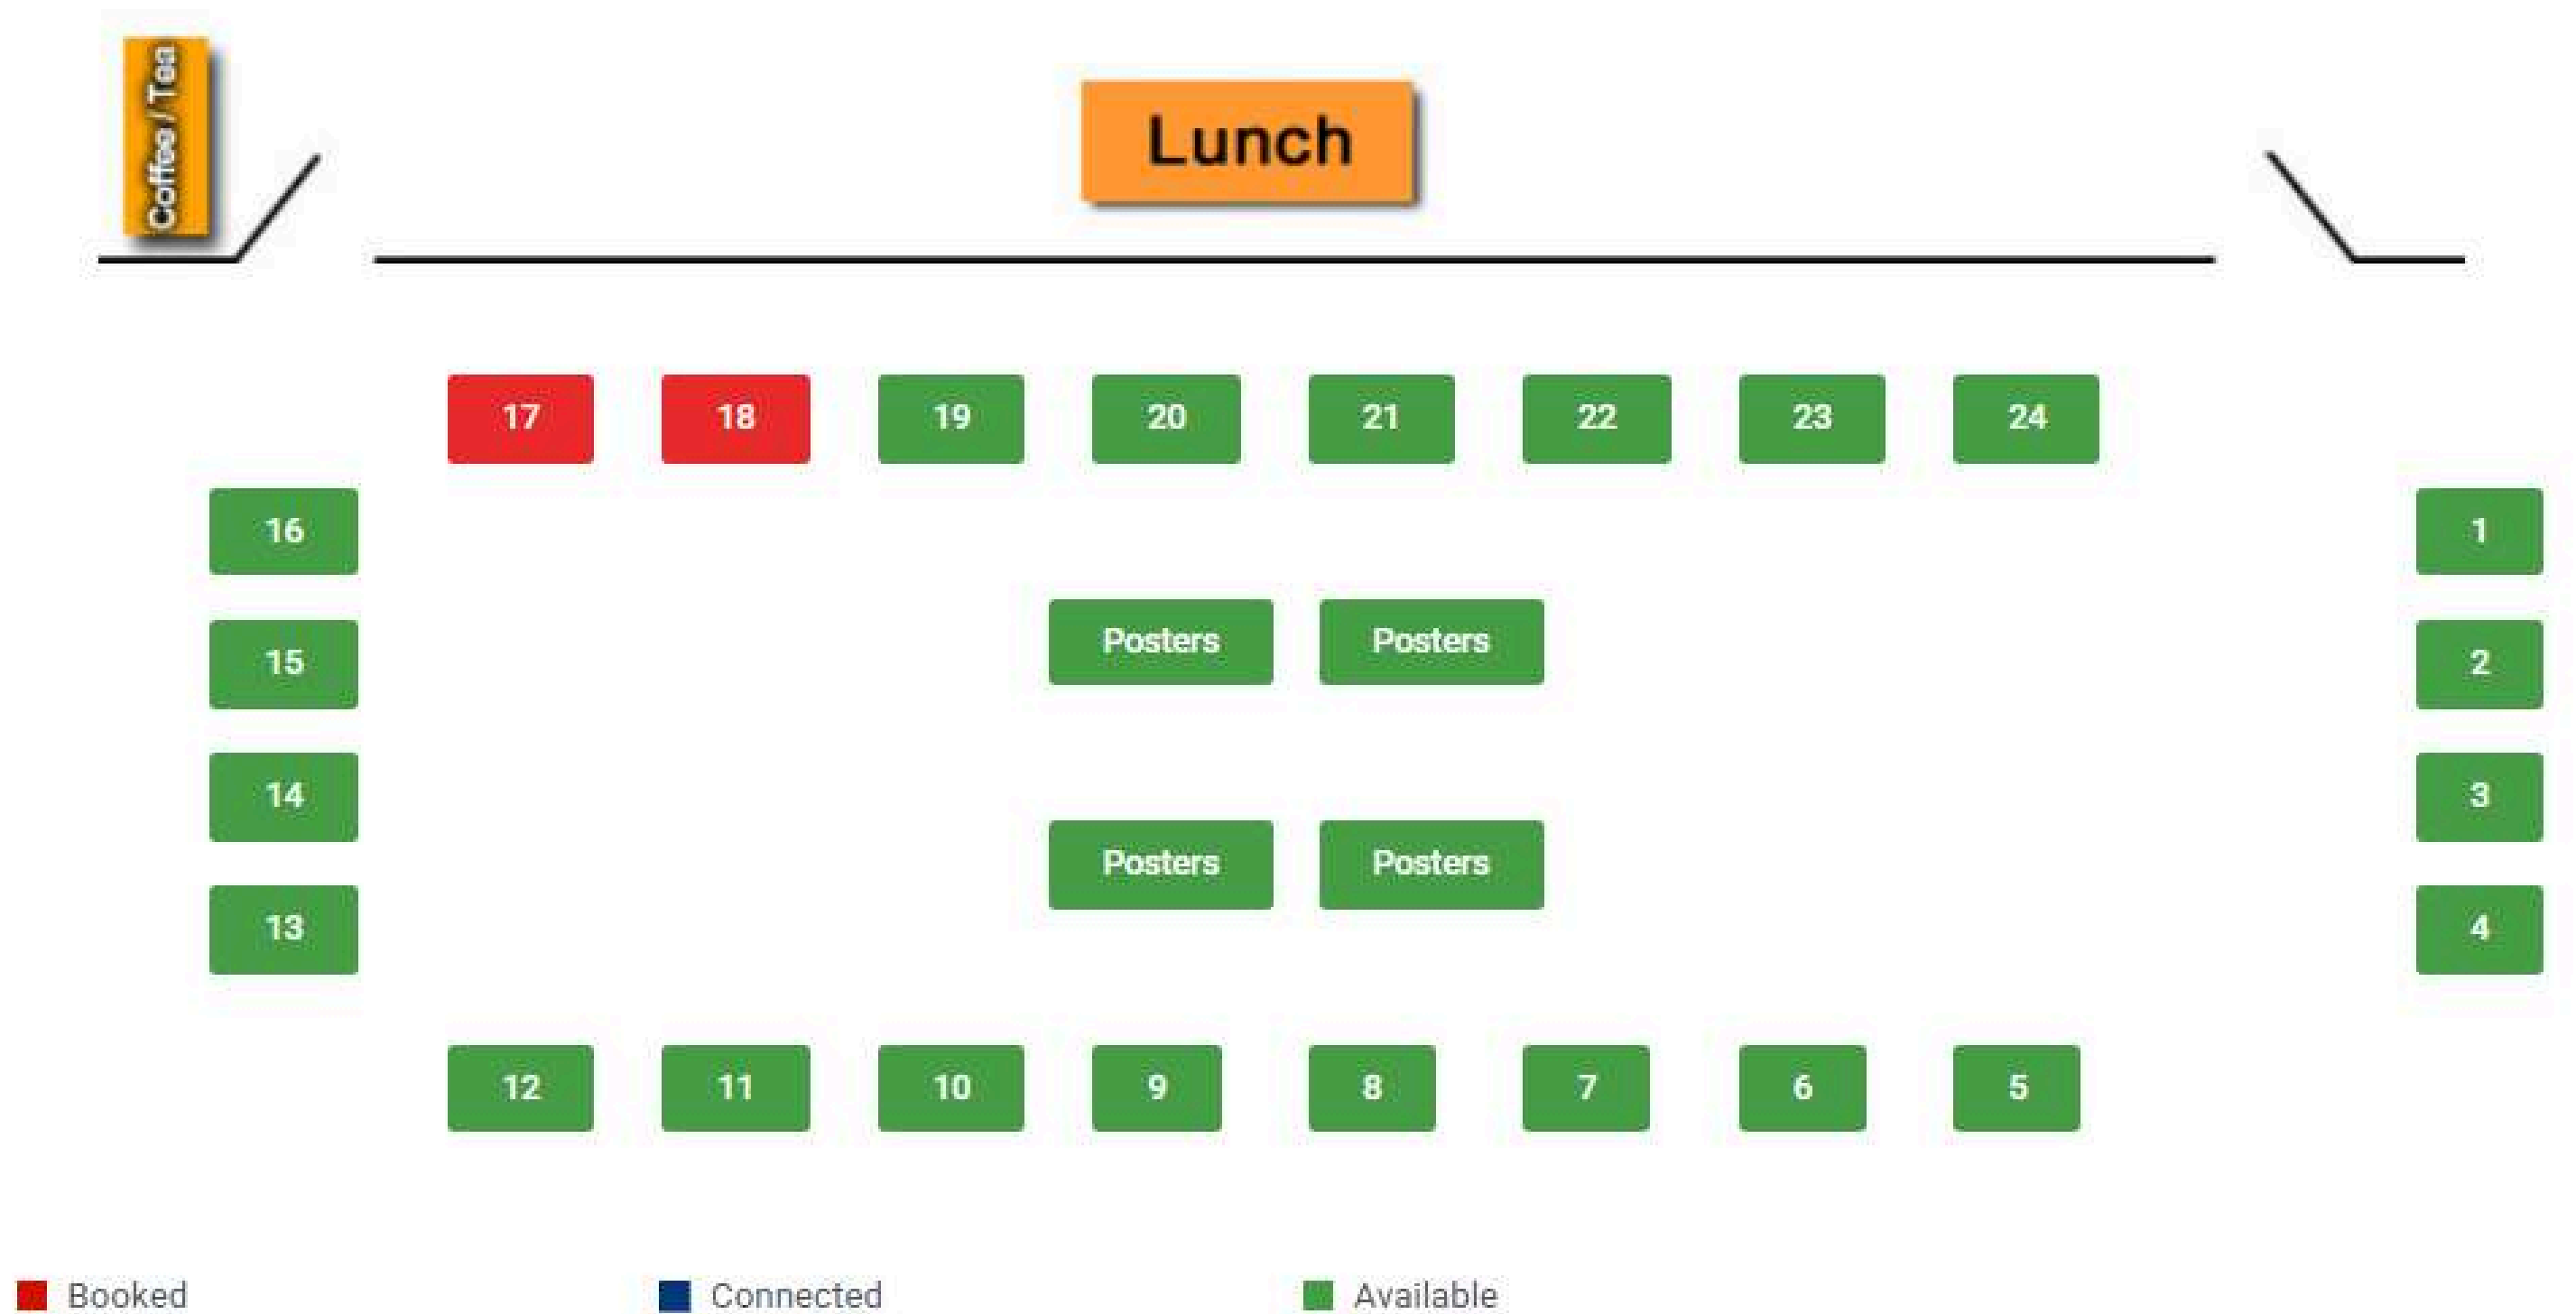 Coffee / Tea
Lunch
17 18 19 20 21 22 23 24
16 1
Posters Posters
15 2
14 3
Posters Posters
13 4
12 11 10 9 8 7 6 5
Booked Connected Available